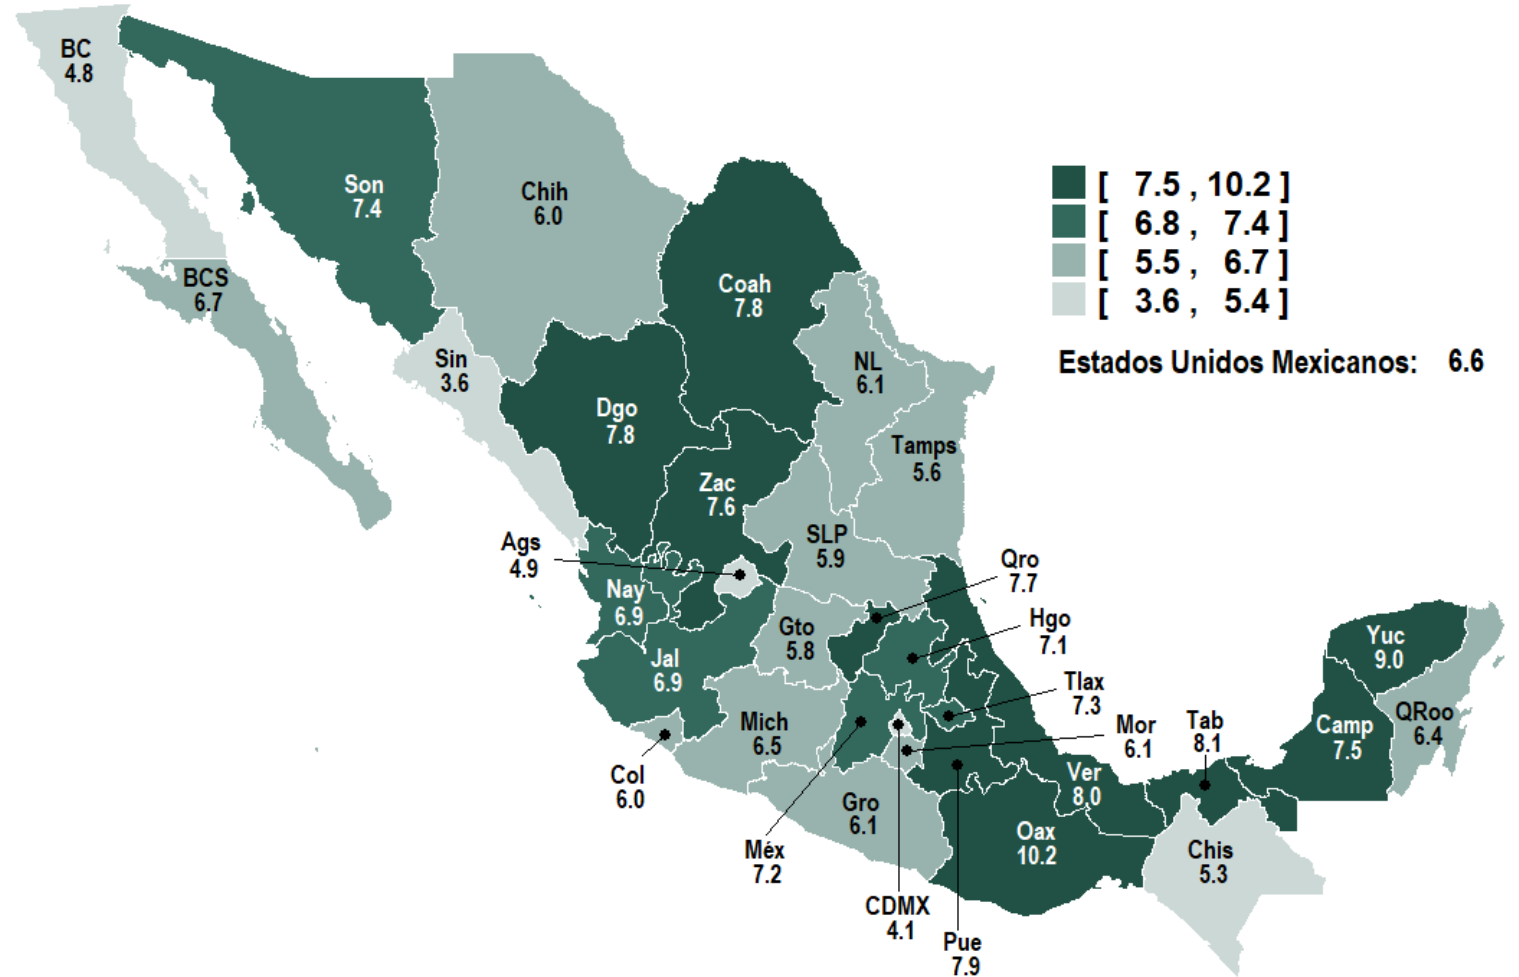 BC
4.8
Son
7.4
Chih
6.0
BCS
6.7
Coah
7.8
Sin
3.6
NL
6.1
Dgo
7.8
Tamps
5.6
Zac
7.6
SLP
5.9
Ags
4.9
Nay
6.9
Gto
5.8
Jal
6.9
Qro
7.7
Hgo
7.1
Tlax
7.3
Mor
6.1
Tab
8.1
Yuc
9.0
Camp
7.5
QRoo
6.4
Mich
6.5
Col
6.0
Ver
8.0
Gro
6.1
Oax
10.2
Chis
5.3
Méx
7.2
CDMX
4.1
Pue
7.9
[ 7.5 , 10.2 ]
[ 6.8 , 7.4 ]
[ 5.5 , 6.7 ]
[ 3.6 , 5.4 ]
Estados Unidos Mexicanos: 6.6